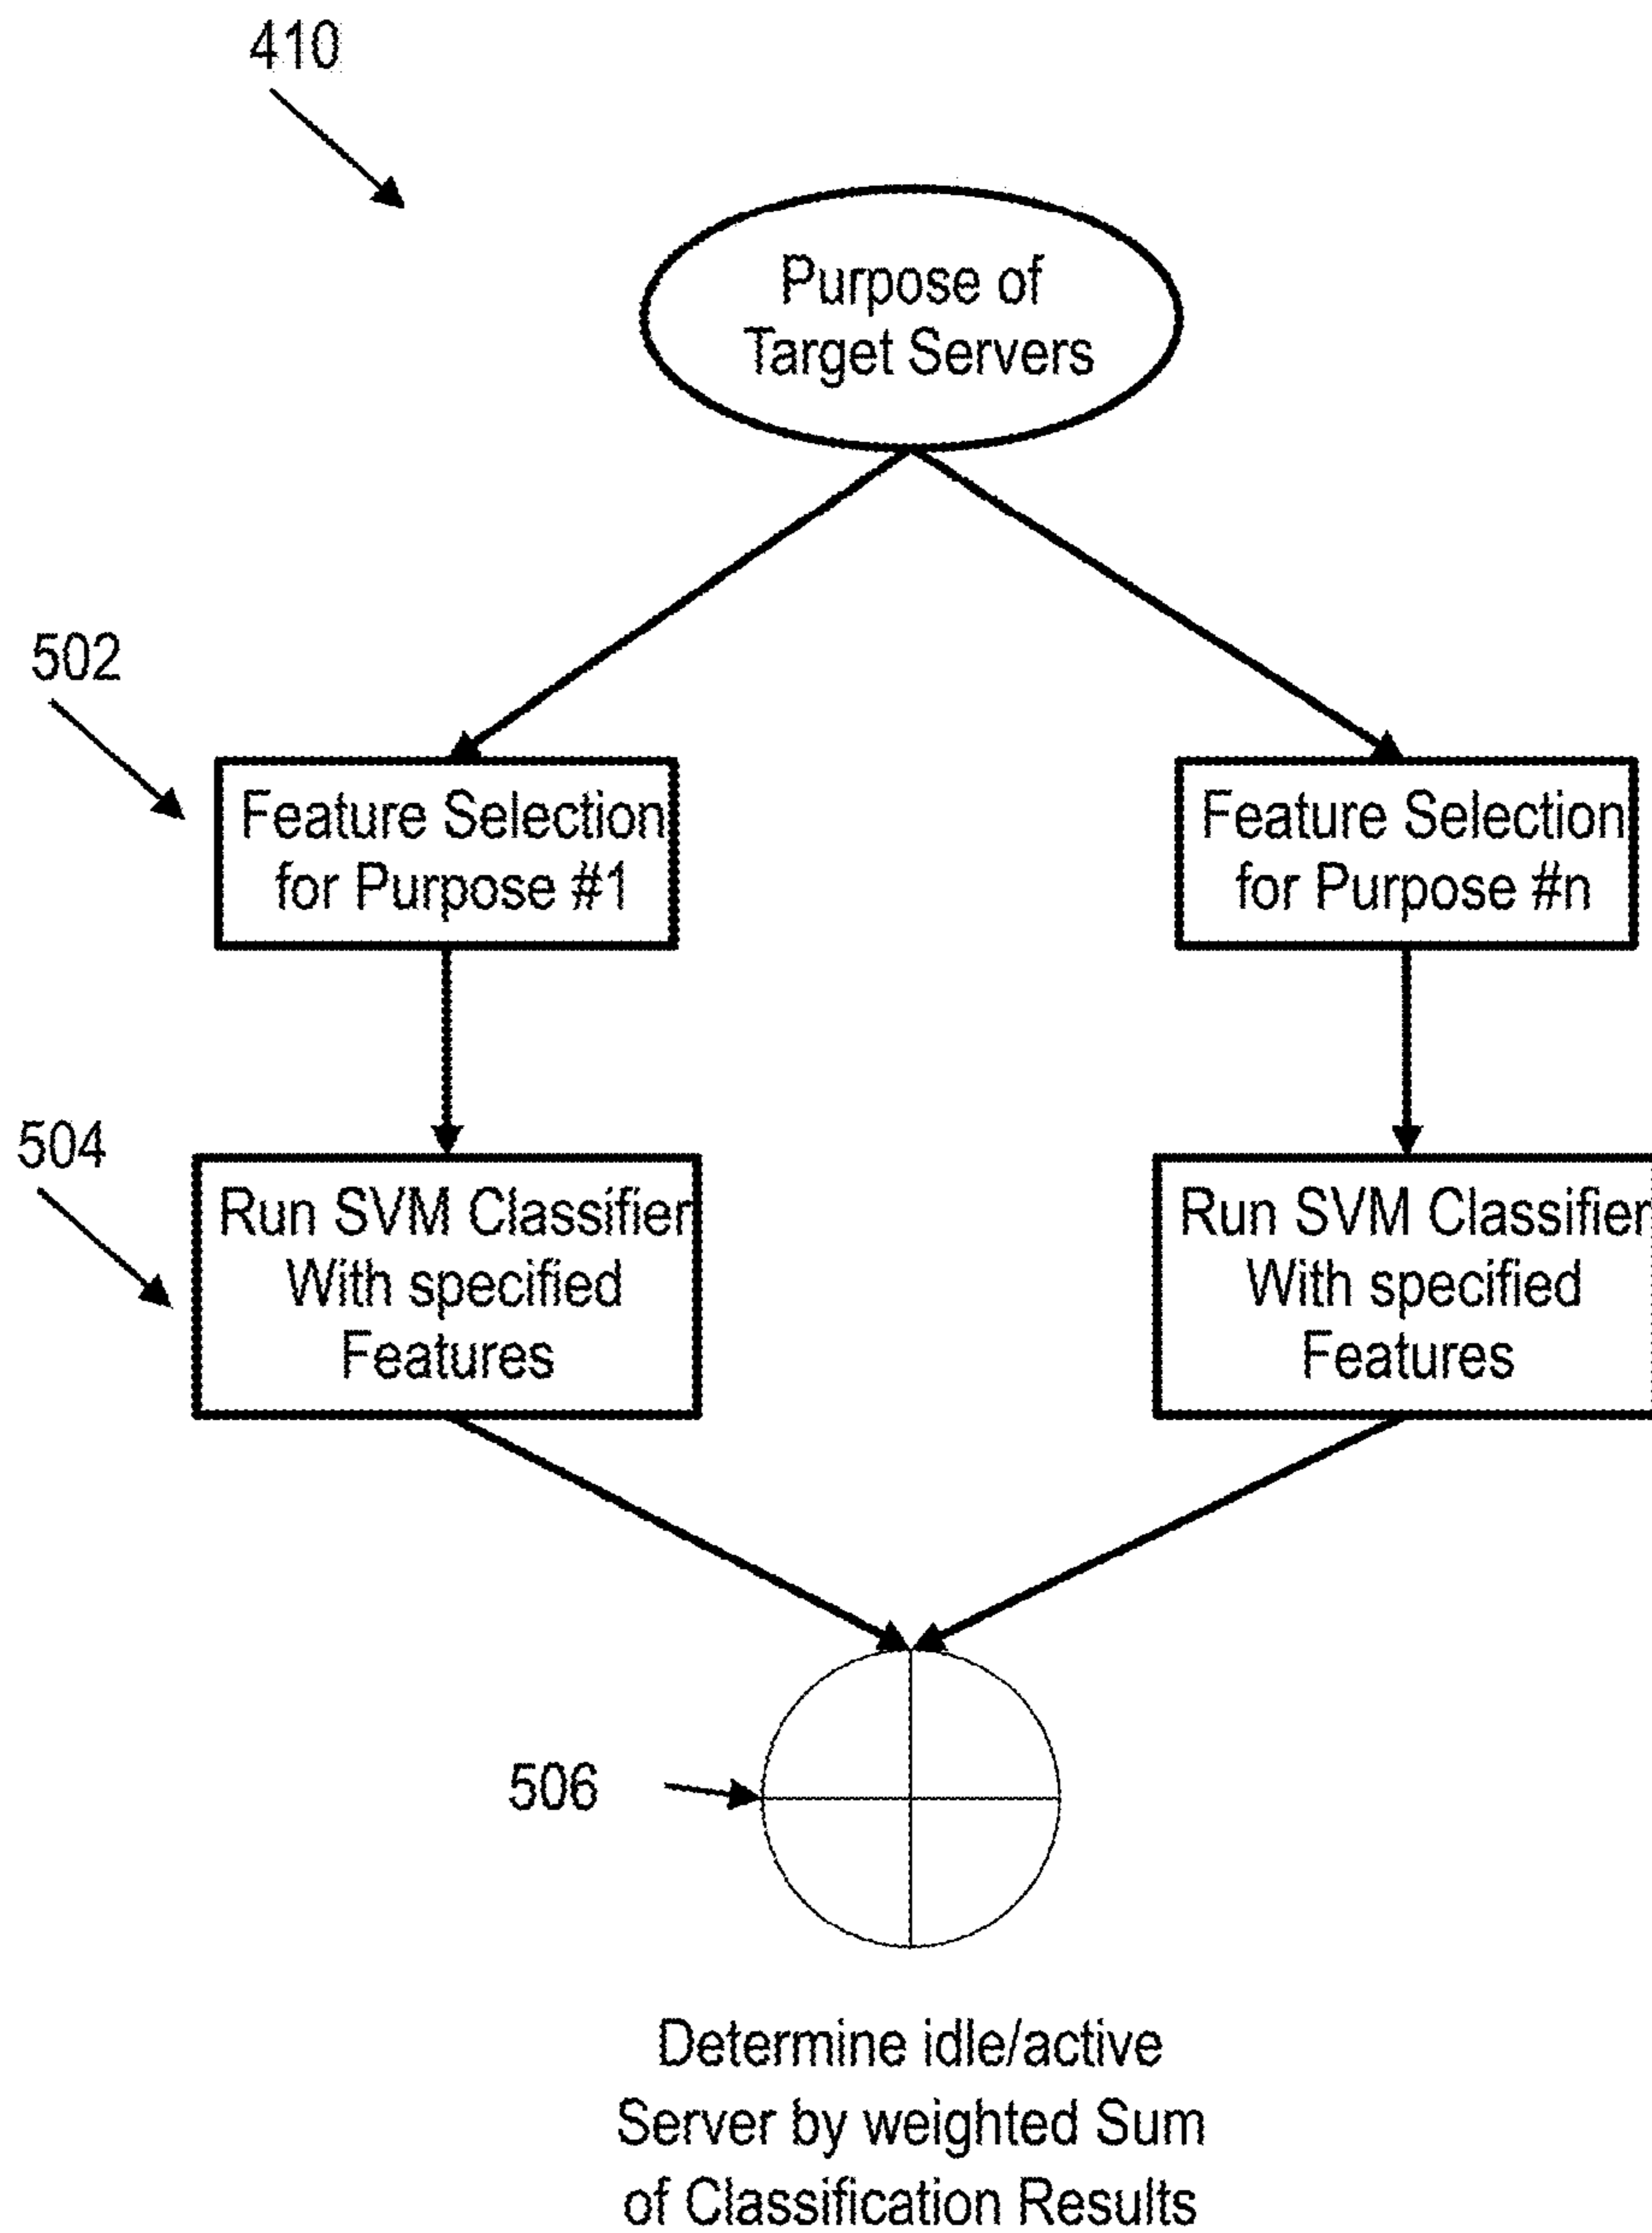 410
Purpose of
Target Servers
502
Feature Selection
for Purpose #1
Feature Selection
for Purpose #n
504
Run SVM Classifier
With specified
Features
Run SVM Classifier
With specified
Features
506
Determine idle/active
Server by weighted Sum
of Classification Results